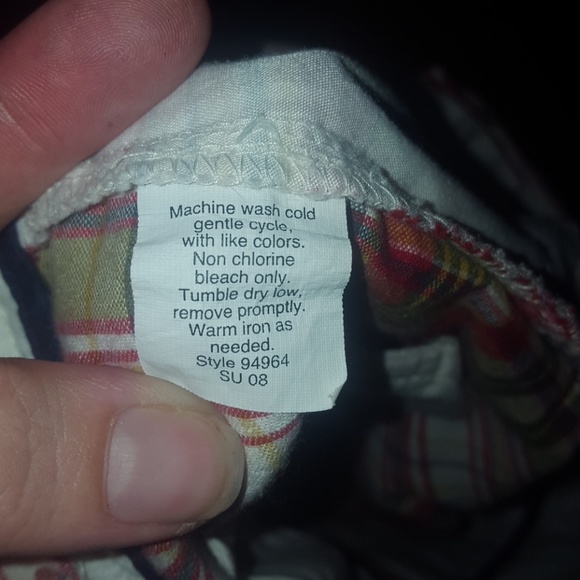 Machine wash cold
gentle cycle,
with like colors.
Non chlorine
bleach only.
Tumble dry low,
remove promptly.
Warm iron as
needed.
Style 94964
SU 08